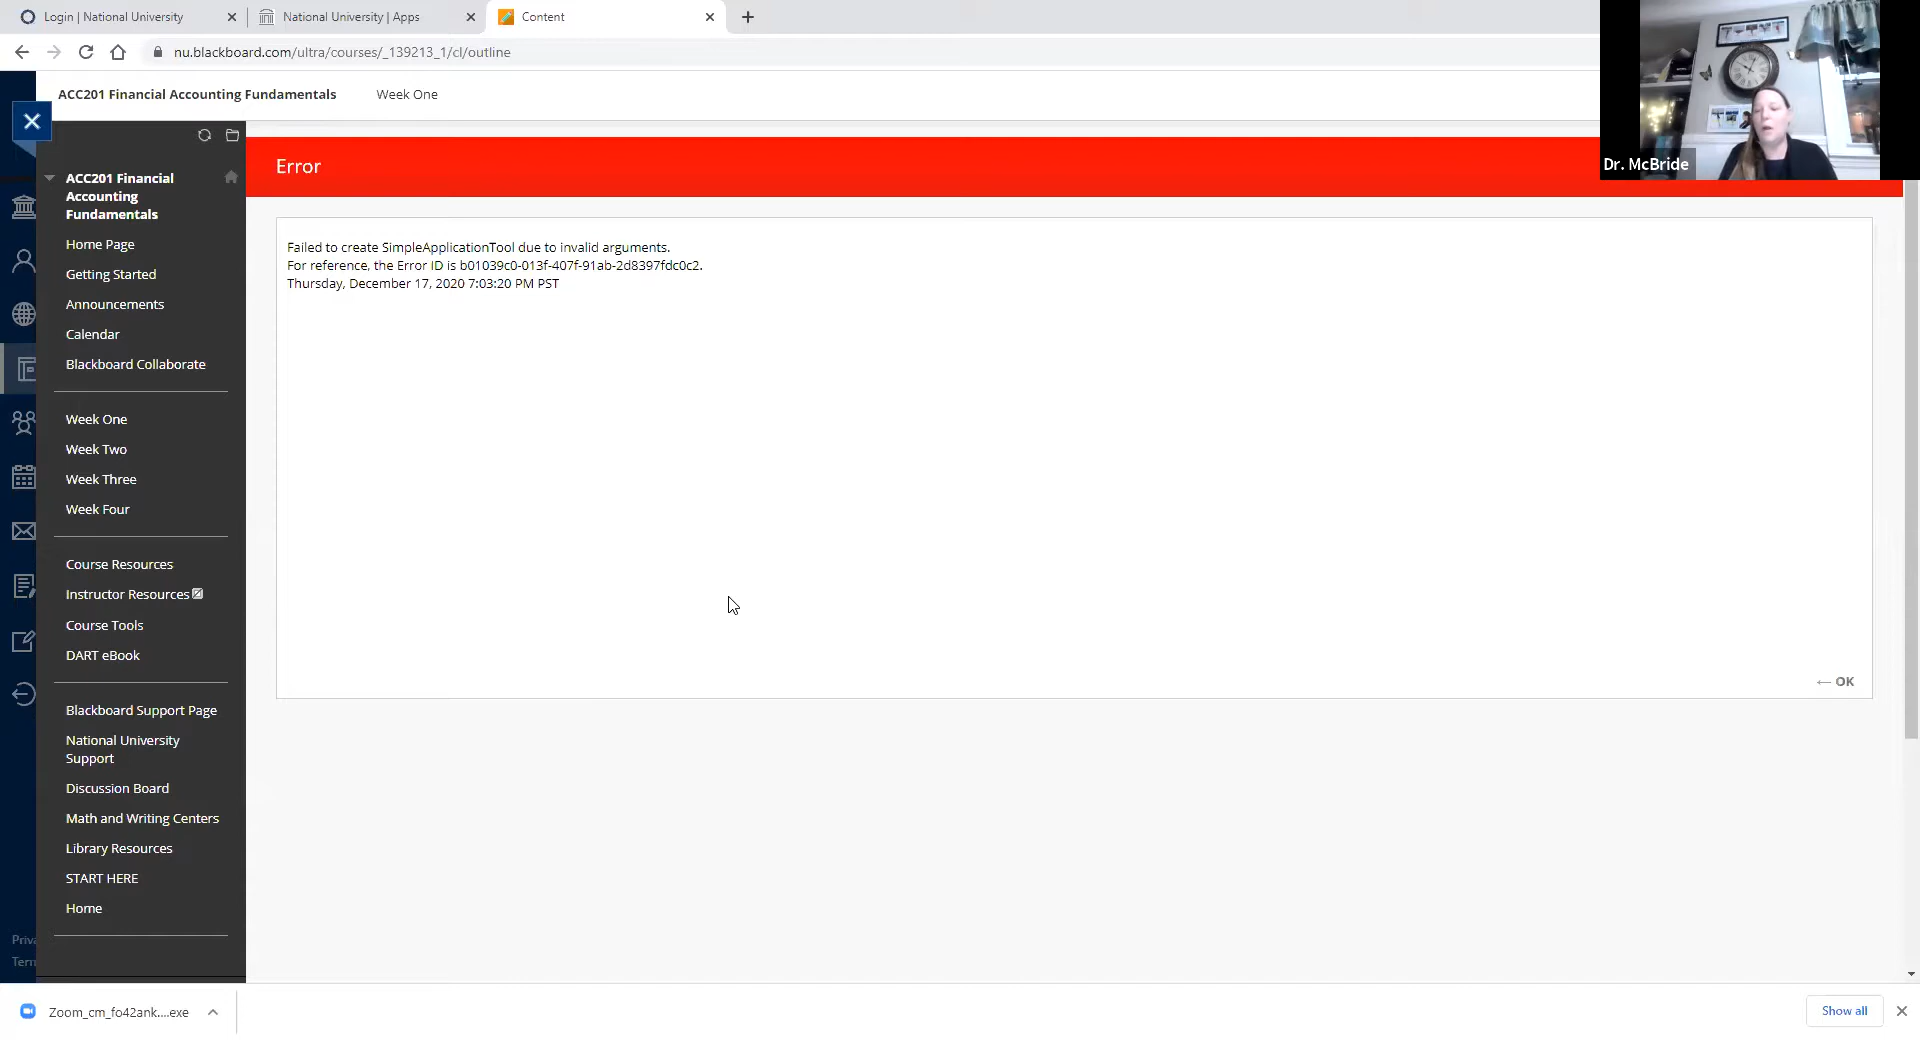 Login | National University
National University | Apps
Content
nu.blackboard.com/ultra/courses/_139213_1/cl/outline
ACC201 Financial Accounting Fundamentals
Week One
Dr. McBride
Error
ACC201 Financial
Accounting
Fundamentals
Home Page
Getting Started
Announcements
Calendar
Blackboard Collaborate
Week One
Week Two
Week Three
Week Four
Course Resources
Instructor Resources
Course Tools
DART eBook
Blackboard Support Page
National University
Support
Discussion Board
Math and Writing Centers
Library Resources
START HERE
Home
Failed to create SimpleApplicationTool due to invalid arguments.
For reference, the Error ID is b01039c0-013f-407f-91ab-2d8397fdc0c2.
Thursday, December 17, 2020 7:03:20 PM PST
← OK
Priva
Term
Zoom_cm_fo42ank....exe
Show all